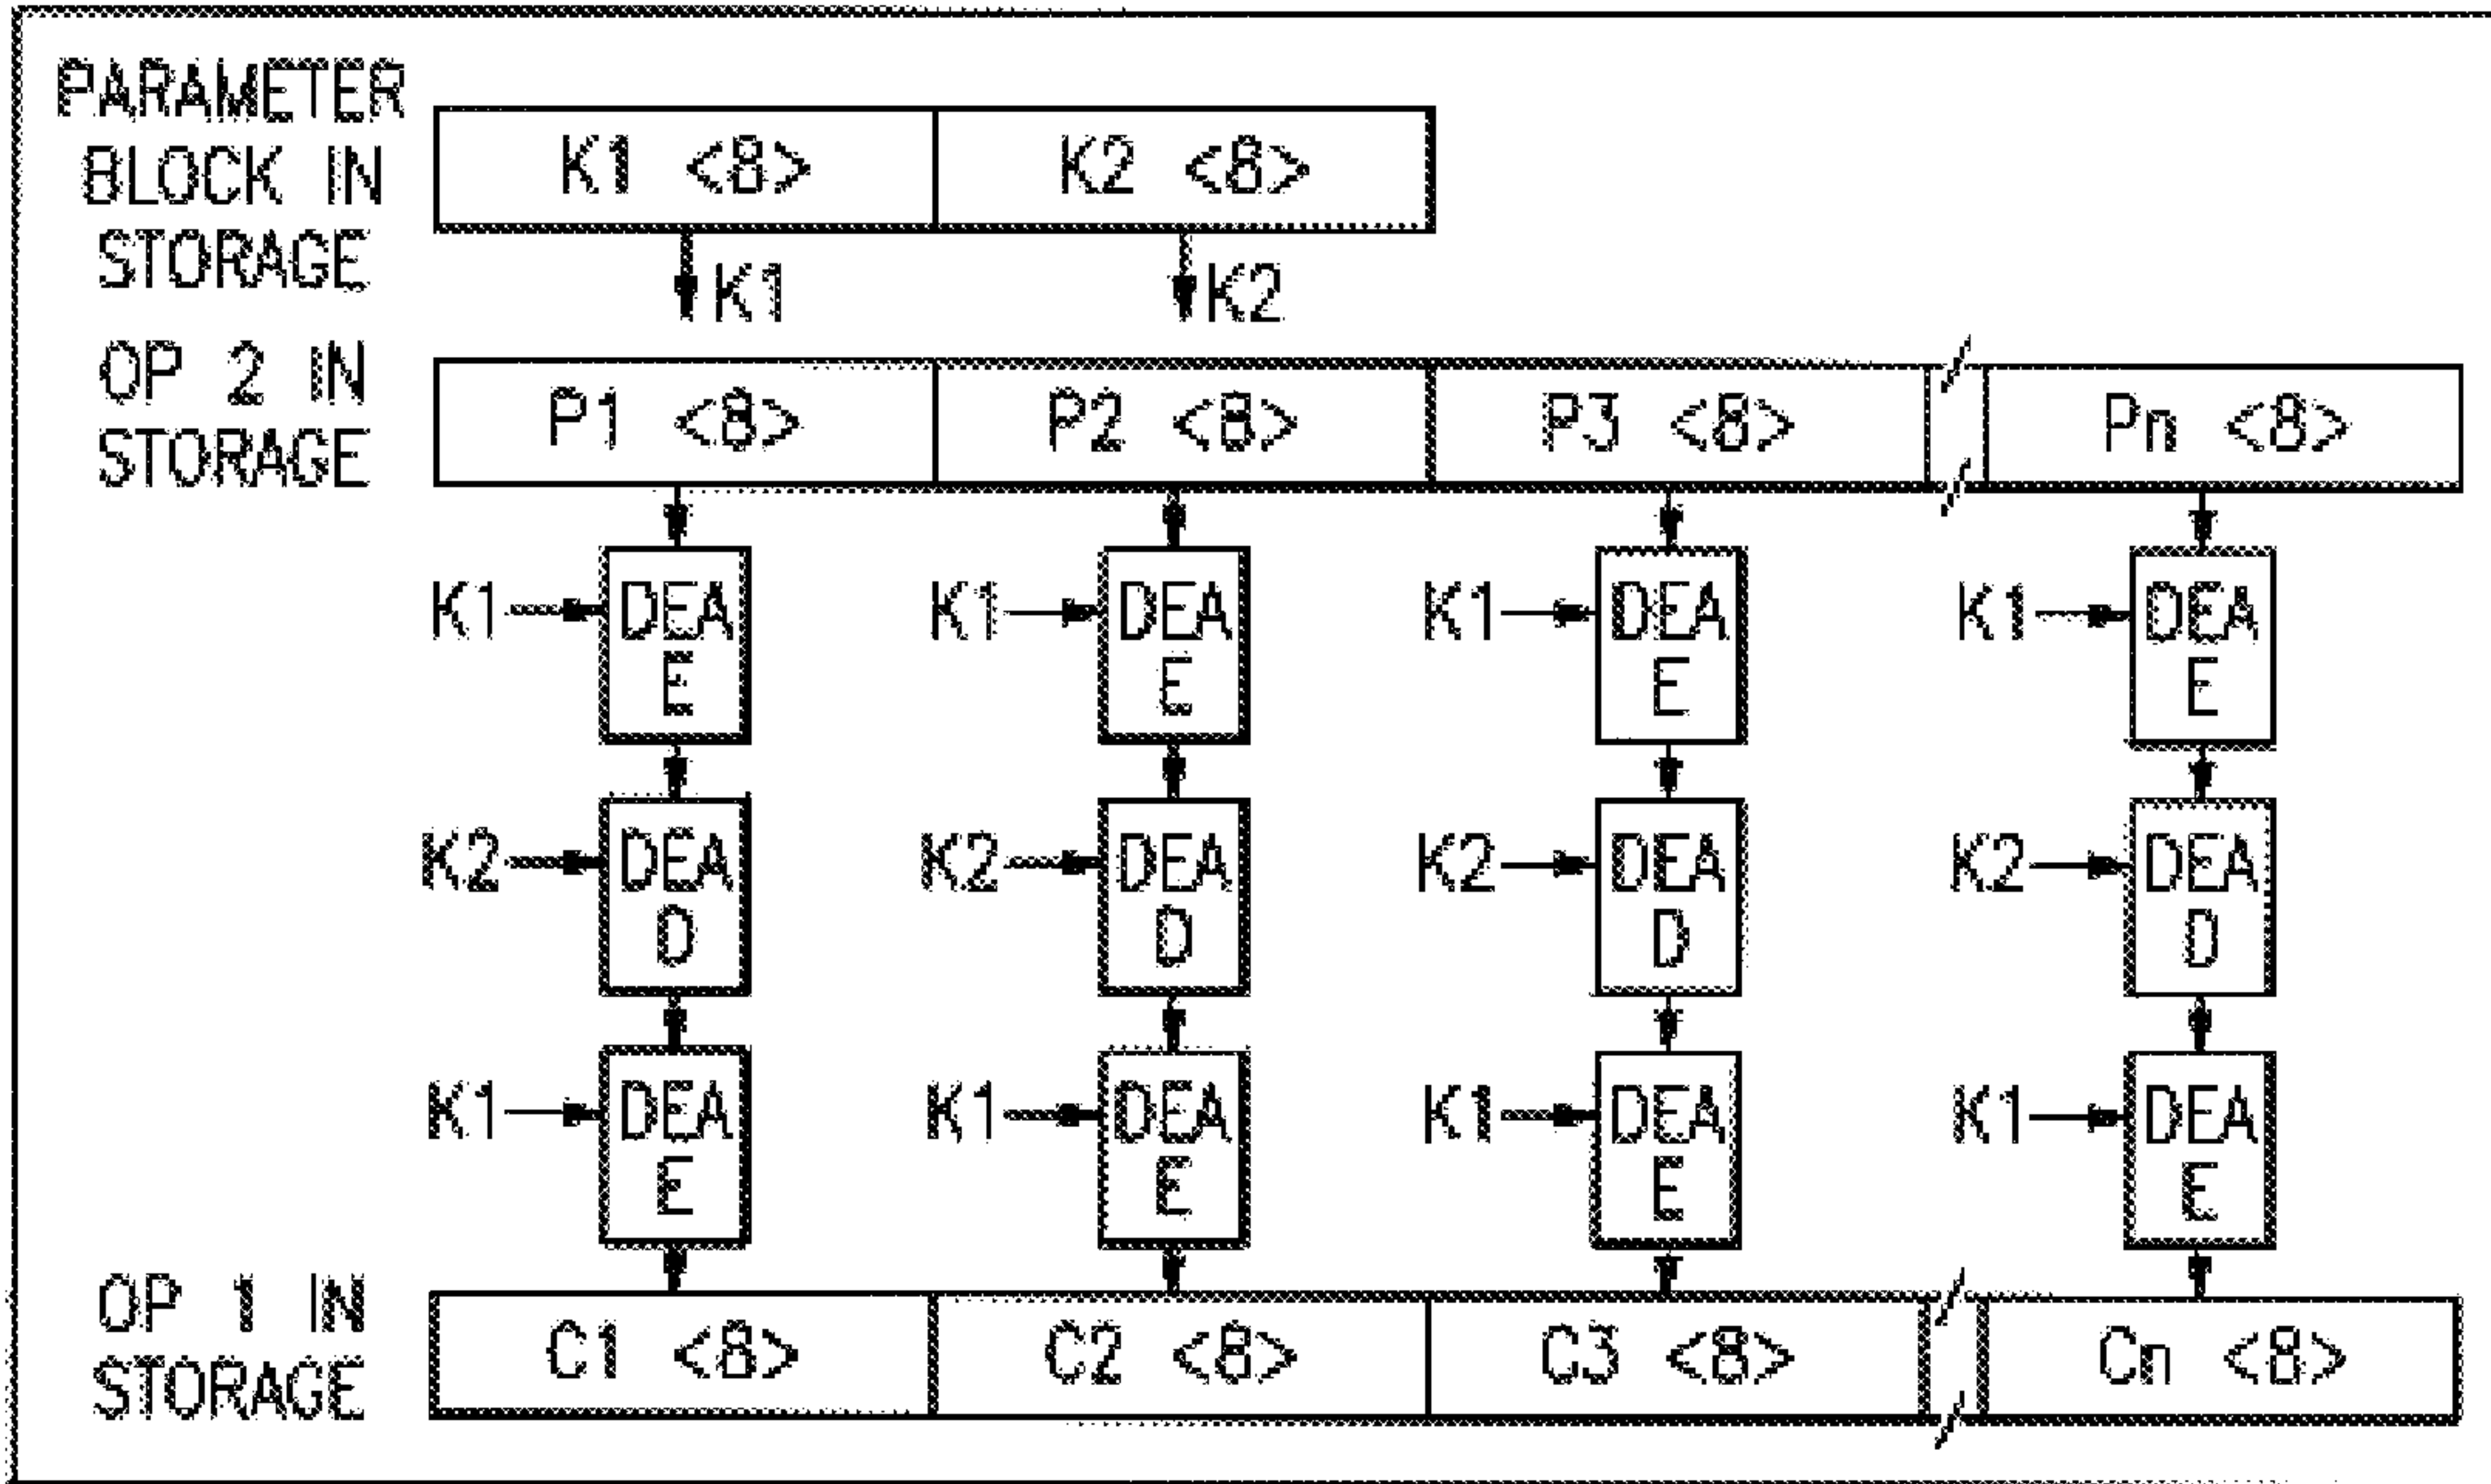 PARAMETER
BLOCK IN
STORAGE
K1 <8> K2 <8>
K1 K2
OP 2 IN
STORAGE
P1 <8> P2 <8> P3 <8> Pn <8>
K1 DEA K1 DEA K1 DEA K1 DEA
E E E E
K2 DEA K2 DEA K2 DEA K2 DEA
D D D D
K1 DEA K1 DEA K1 DEA K1 DEA
E E E E
OP 1 IN
STORAGE
C1 <8> C2 <8> C3 <8> Cn <8>